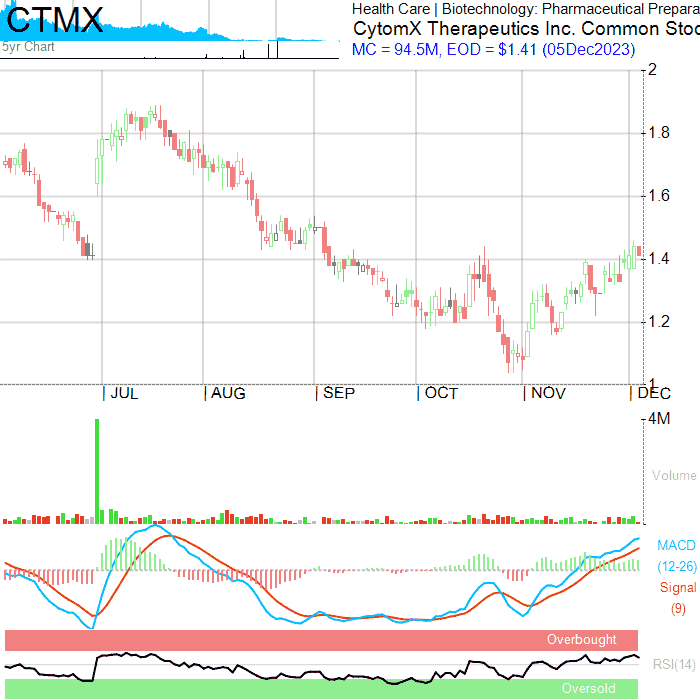 CTMX
5yr Chart
Health Care | Biotechnology: Pharmaceutical Prepara
CytomX Therapeutics Inc. Common Stoc
MC = 94.5M, EOD = $1.41 (05Dec2023)
2
1.8
1.6
1.4
1.2
1
| JUL | AUG | SEP | OCT | NOV | DEC
4M
Volume
MACD
(12-26)
Signal
(9)
Overbought
RSI(14)
Oversold